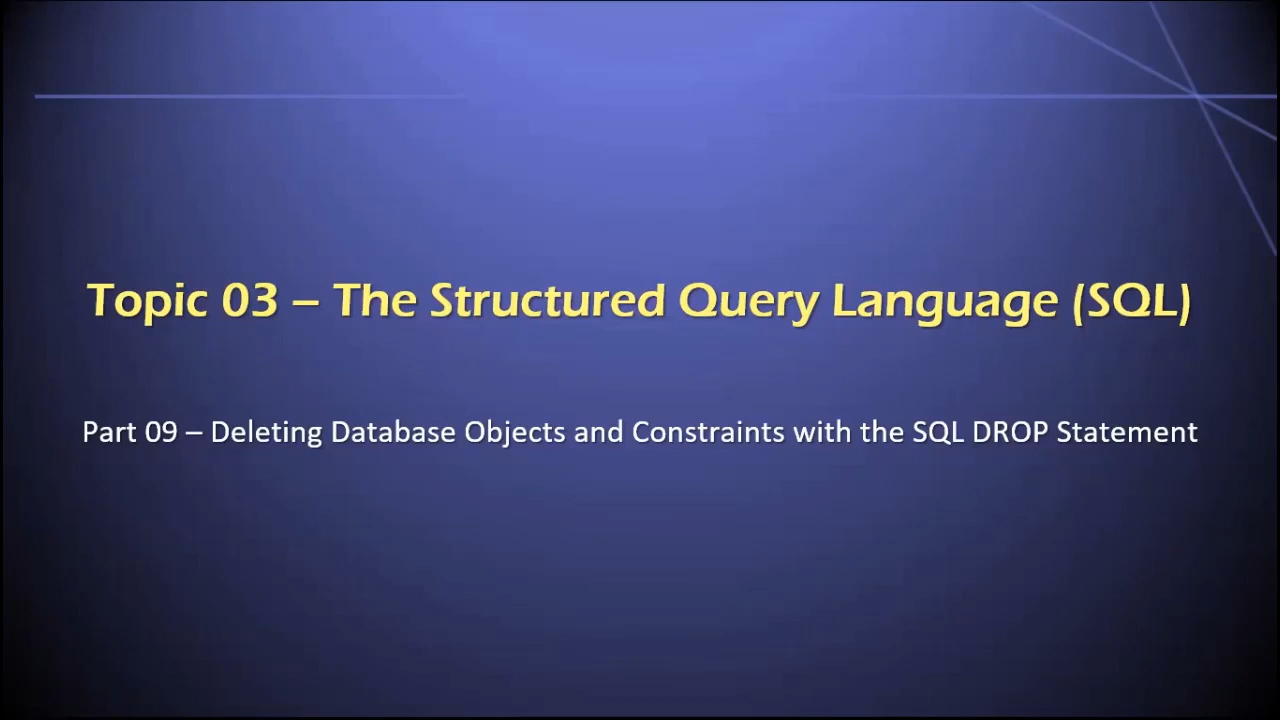 Topic 03 – The Structured Query Language (SQL)
Part 09 – Deleting Database Objects and Constraints with the SQL DROP Statement